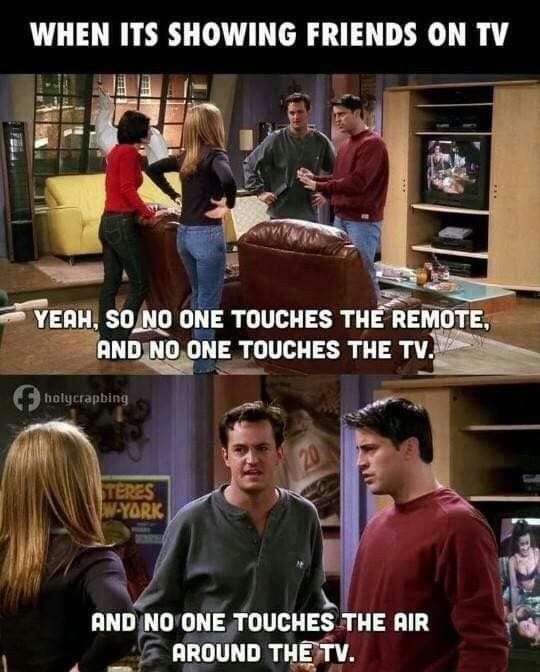 WHEN ITS SHOWING FRIENDS ON TV
YEAH, SO NO ONE TOUCHES THE REMOTE,
AND NO ONE TOUCHES THE TV.
f holycrapbing
20
STERES
W-YORK
AND NO ONE TOUCHES THE AIR
AROUND THE TV.